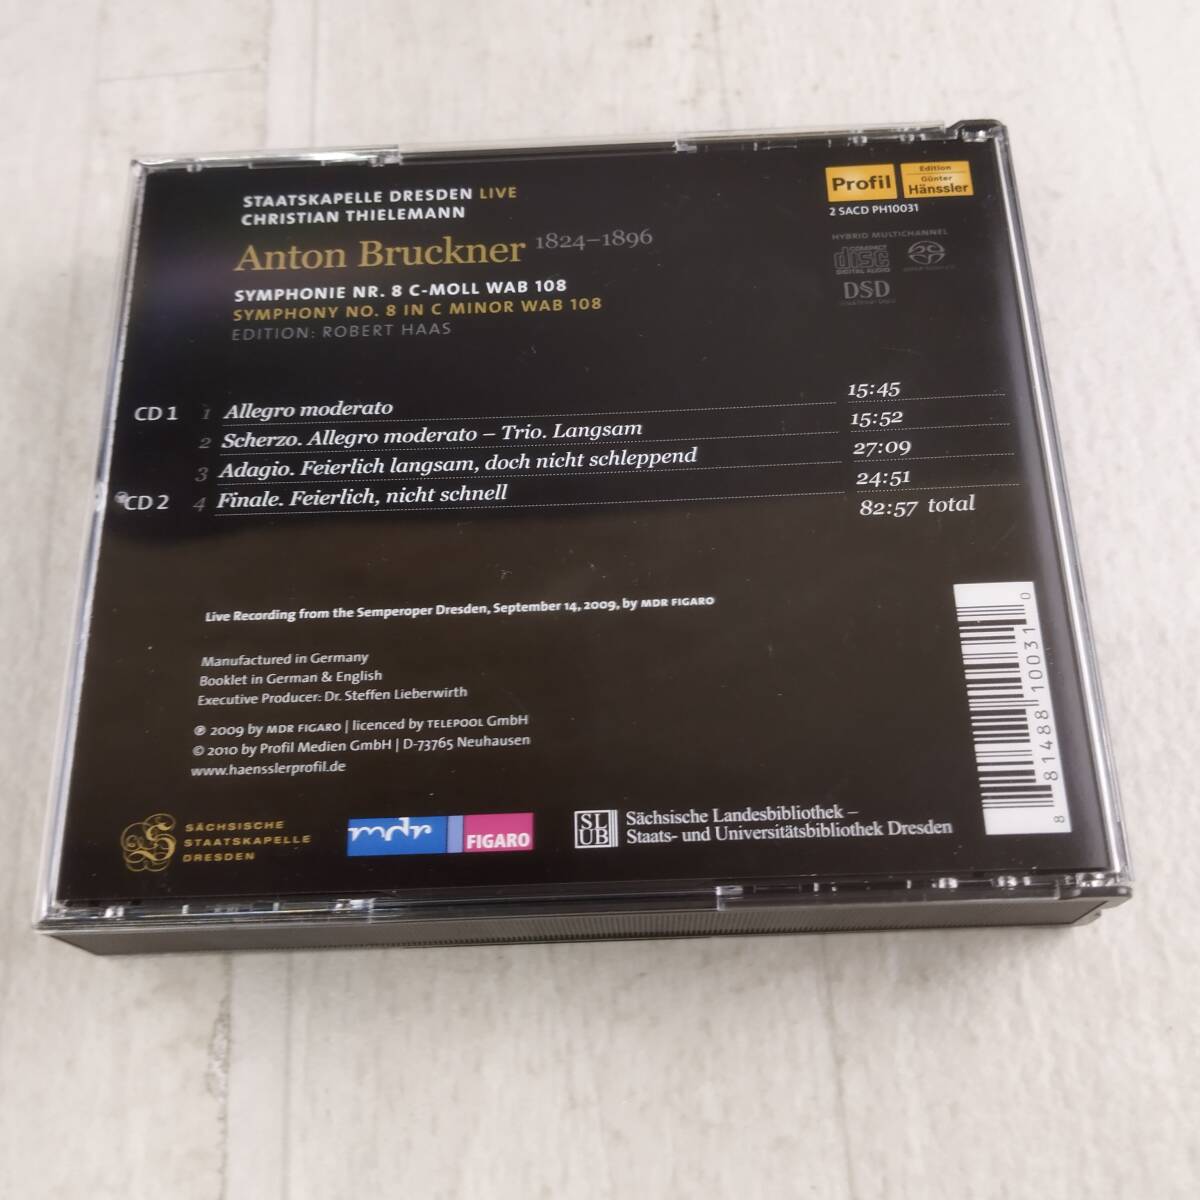 STAATSKAPELLE DRESDEN LIVE
CHRISTIAN THIELEMANN
Anton Bruckner 1824–1896
SYMPHONIE NR. 8 C-MOLL WAB 108
SYMPHONY NO. 8 IN C MINOR WAB 108
EDITION: ROBERT HAAS
Profil
Edition
Günter
Hänssler
2 SACD PH10031
HYBRID MULTICHANNEL
COMPACT
disc
DIGITAL AUDIO
DSD
CD 1 1 Allegro moderato 15:45
2 Scherzo. Allegro moderato – Trio. Langsam 15:52
3 Adagio. Feierlich langsam, doch nicht schleppend 27:09
CD 2 4 Finale. Feierlich, nicht schnell 24:51
82:57 total
Live Recording from the Semperoper Dresden, September 14, 2009, by MDR FIGARO
Manufactured in Germany
Booklet in German & English
Executive Producer: Dr. Steffen Lieberwirth
℗ 2009 by MDR FIGARO | licenced by TELEPOOL GmbH
© 2010 by Profil Medien GmbH | D-73765 Neuhausen
www.haensslerprofil.de
8 81488 10031 0
SÄCHSISCHE
STAATSKAPELLE
DRESDEN
mdr FIGARO
SLUB
Sächsische Landesbibliothek –
Staats- und Universitätsbibliothek Dresden